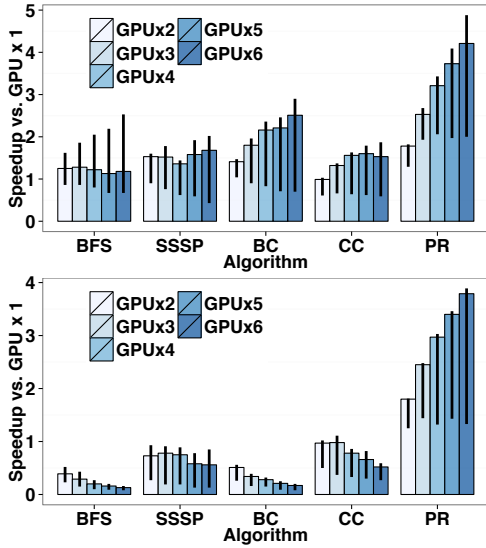 Speedup vs. GPU x 1
5
4
3
2
1
0
GPUx2
GPUx3
GPUx4
GPUx5
GPUx6
BFS SSSP BC CC PR
Algorithm
Speedup vs. GPU x 1
4
3
2
1
0
GPUx2
GPUx3
GPUx4
GPUx5
GPUx6
BFS SSSP BC CC PR
Algorithm